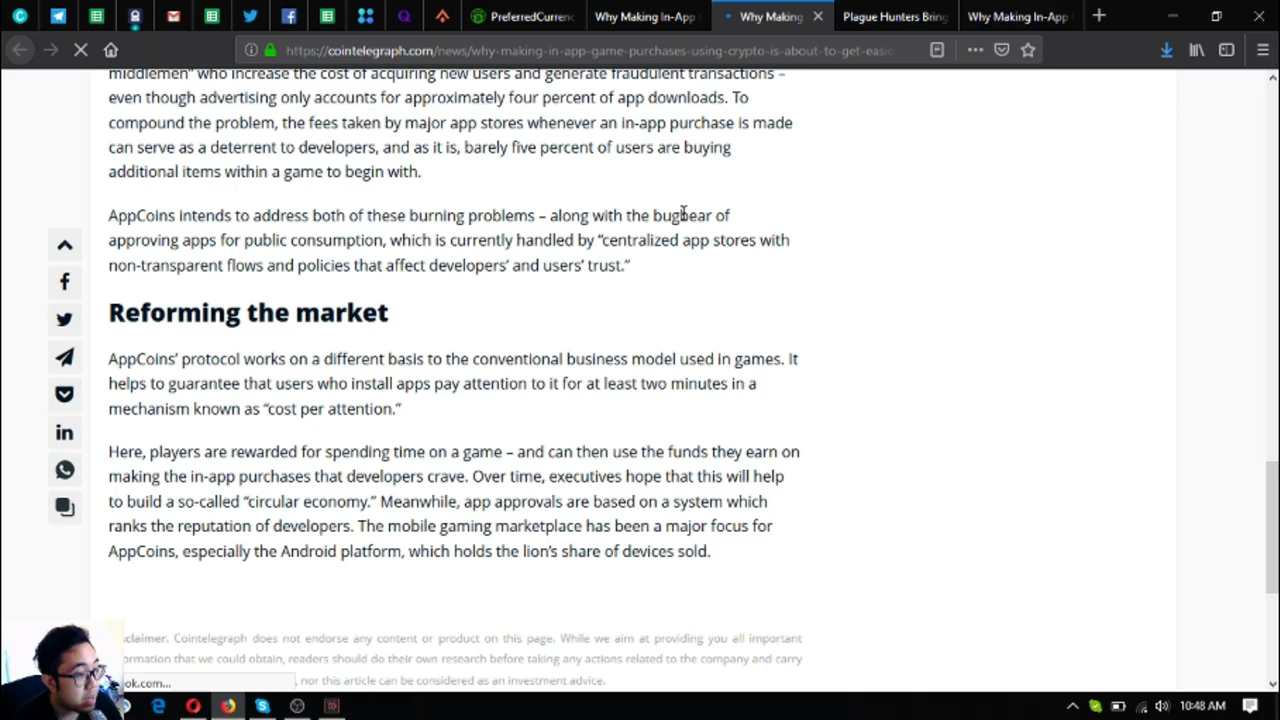 PreferredCurrenc
Why Making In-App
Why Making
Plague Hunters Bring
Why Making In-App
https://cointelegraph.com/news/why-making-in-app-game-purchases-using-crypto-is-about-to-get-easie
middlemen” who increase the cost of acquiring new users and generate fraudulent transactions –
even though advertising only accounts for approximately four percent of app downloads. To
compound the problem, the fees taken by major app stores whenever an in-app purchase is made
can serve as a deterrent to developers, and as it is, barely five percent of users are buying
additional items within a game to begin with.
AppCoins intends to address both of these burning problems – along with the bugbear of
approving apps for public consumption, which is currently handled by “centralized app stores with
non-transparent flows and policies that affect developers’ and users’ trust.”
Reforming the market
AppCoins’ protocol works on a different basis to the conventional business model used in games. It
helps to guarantee that users who install apps pay attention to it for at least two minutes in a
mechanism known as “cost per attention.”
Here, players are rewarded for spending time on a game – and can then use the funds they earn on
making the in-app purchases that developers crave. Over time, executives hope that this will help
to build a so-called “circular economy.” Meanwhile, app approvals are based on a system which
ranks the reputation of developers. The mobile gaming marketplace has been a major focus for
AppCoins, especially the Android platform, which holds the lion’s share of devices sold.
sclaimer. Cointelegraph does not endorse any content or product on this page. While we aim at providing you all important
ormation that we could obtain, readers should do their own research before taking any actions related to the company and carry
ok.com...
, nor this article can be considered as an investment advice.
10:48 AM